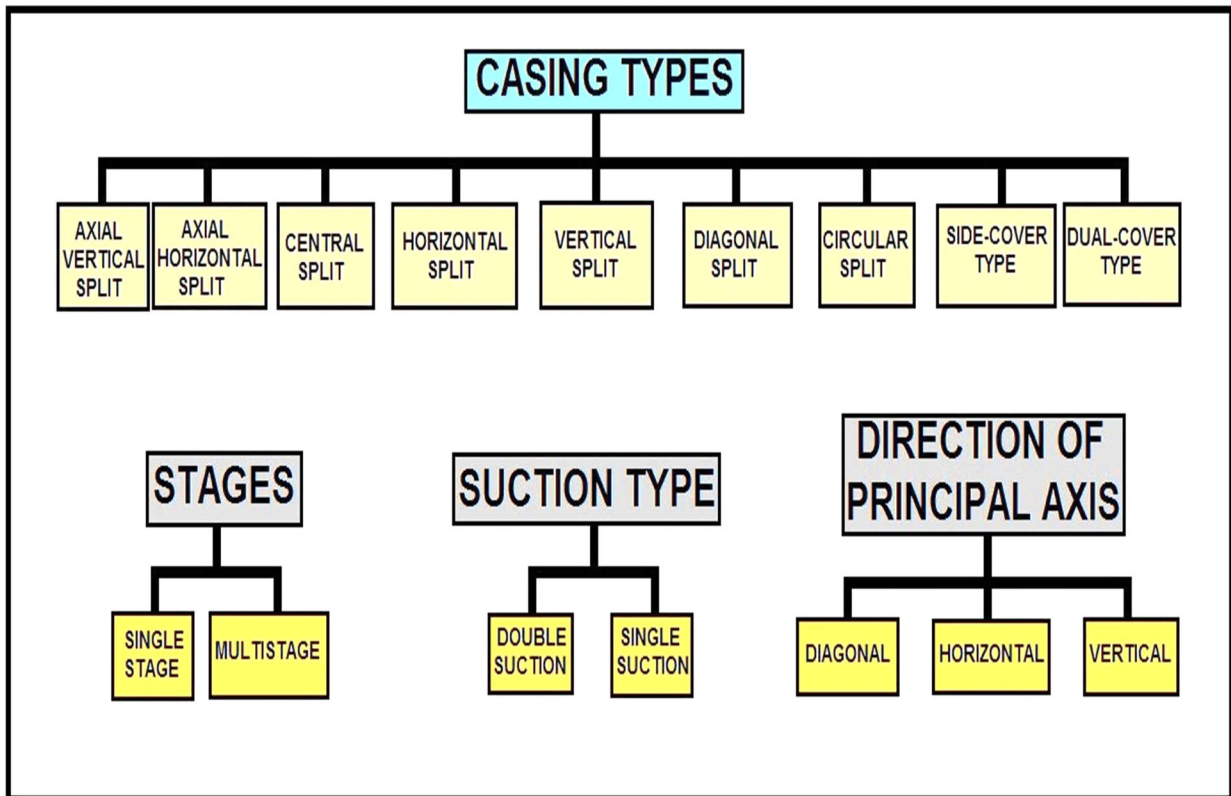 CASING TYPES
AXIAL
VERTICAL
SPLIT
AXIAL
HORIZONTAL
SPLIT
CENTRAL
SPLIT
HORIZONTAL
SPLIT
VERTICAL
SPLIT
DIAGONAL
SPLIT
CIRCULAR
SPLIT
SIDE-COVER
TYPE
DUAL-COVER
TYPE
STAGES
SINGLE
STAGE
MULTISTAGE
SUCTION TYPE
DOUBLE
SUCTION
SINGLE
SUCTION
DIRECTION OF
PRINCIPAL AXIS
DIAGONAL
HORIZONTAL
VERTICAL